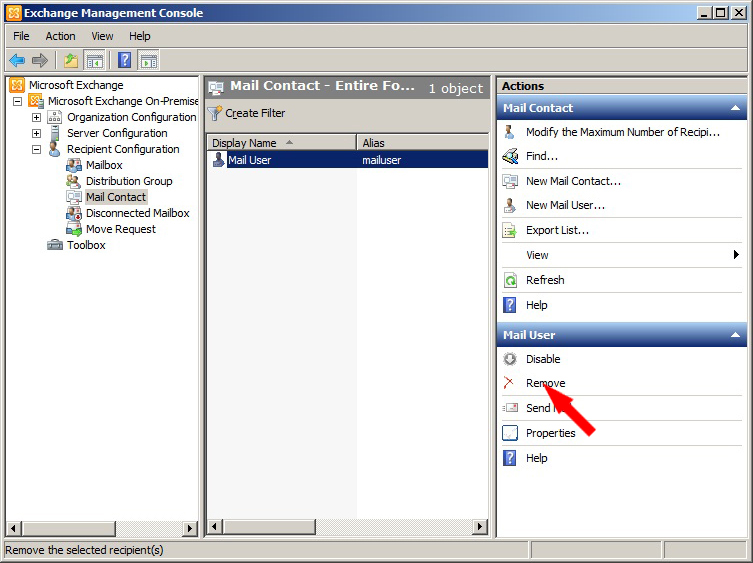 Exchange Management Console
File Action View Help
Microsoft Exchange
Microsoft Exchange On-Premise
Organization Configuration
Server Configuration
Recipient Configuration
Mailbox
Distribution Group
Mail Contact
Disconnected Mailbox
Move Request
Toolbox
Mail Contact - Entire Fo... 1 object
Create Filter
Display Name Alias
Mail User mailuser
Actions
Mail Contact
Modify the Maximum Number of Recipi...
Find...
New Mail Contact...
New Mail User...
Export List...
View
Refresh
Help
Mail User
Disable
Remove
Send
Properties
Help
Remove the selected recipient(s)